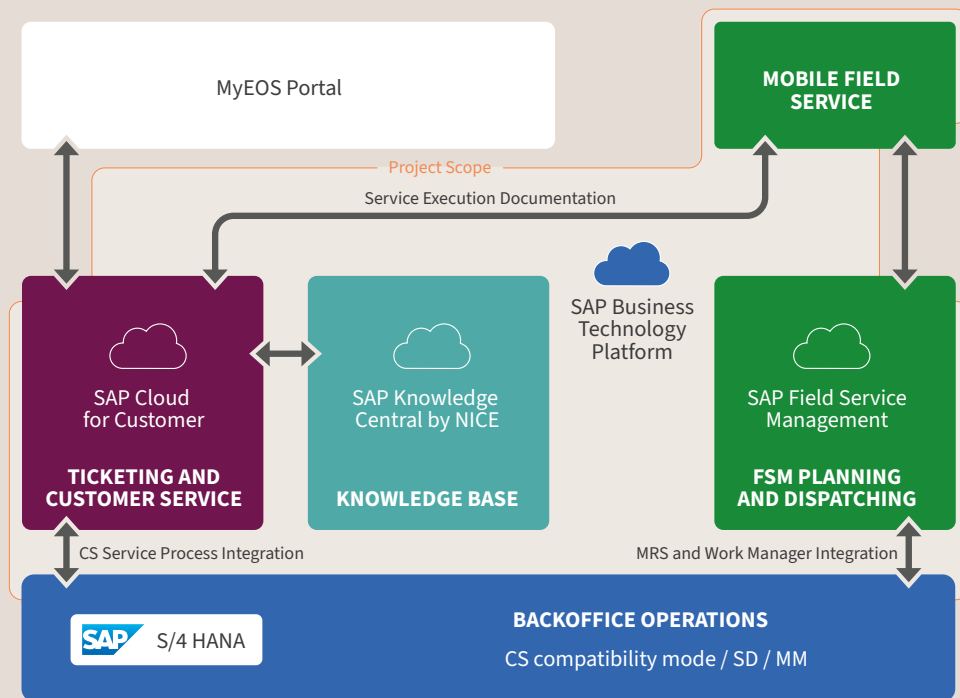 MyEOS Portal
MOBILE FIELD
SERVICE
Project Scope
Service Execution Documentation
SAP Business
Technology
Platform
SAP Cloud
for Customer
TICKETING AND
CUSTOMER SERVICE
SAP Knowledge
Central by NICE
KNOWLEDGE BASE
SAP Field Service
Management
FSM PLANNING
AND DISPATCHING
CS Service Process Integration
MRS and Work Manager Integration
SAP S/4 HANA
BACKOFFICE OPERATIONS
CS compatibility mode / SD / MM